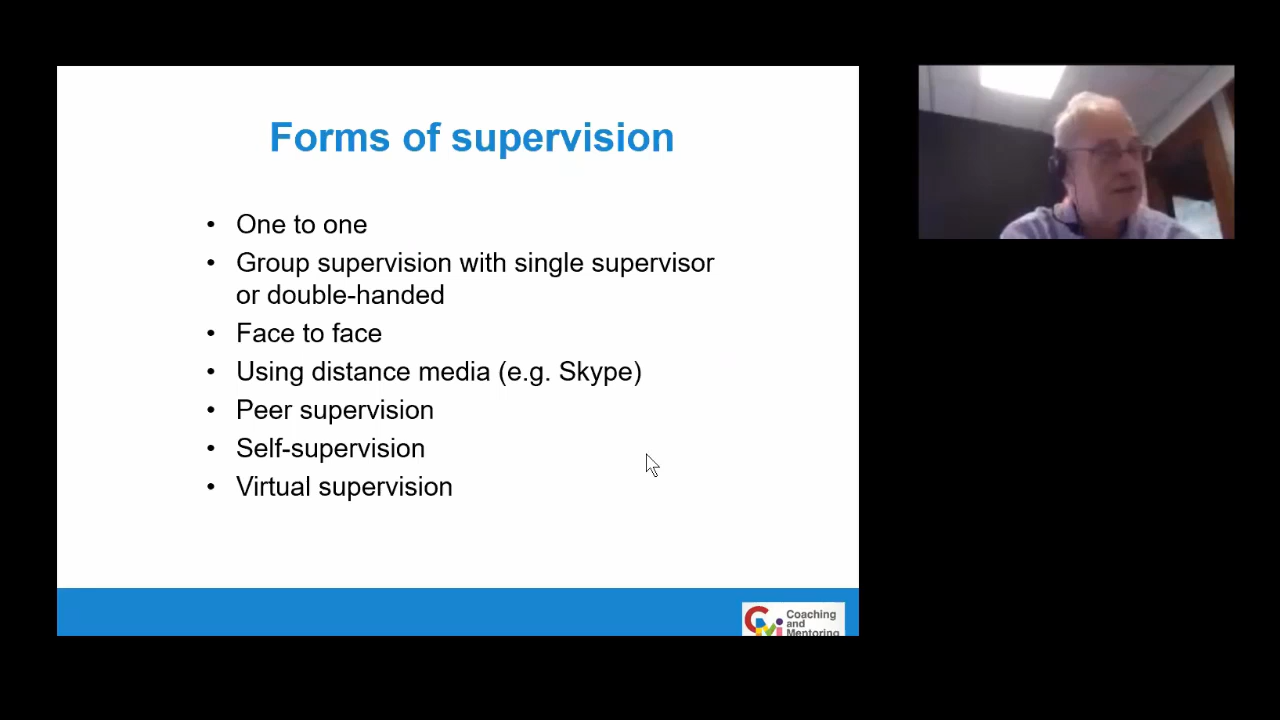 Forms of supervision
• One to one
• Group supervision with single supervisor
or double-handed
• Face to face
• Using distance media (e.g. Skype)
• Peer supervision
• Self-supervision
• Virtual supervision
Coaching
and
Mentoring